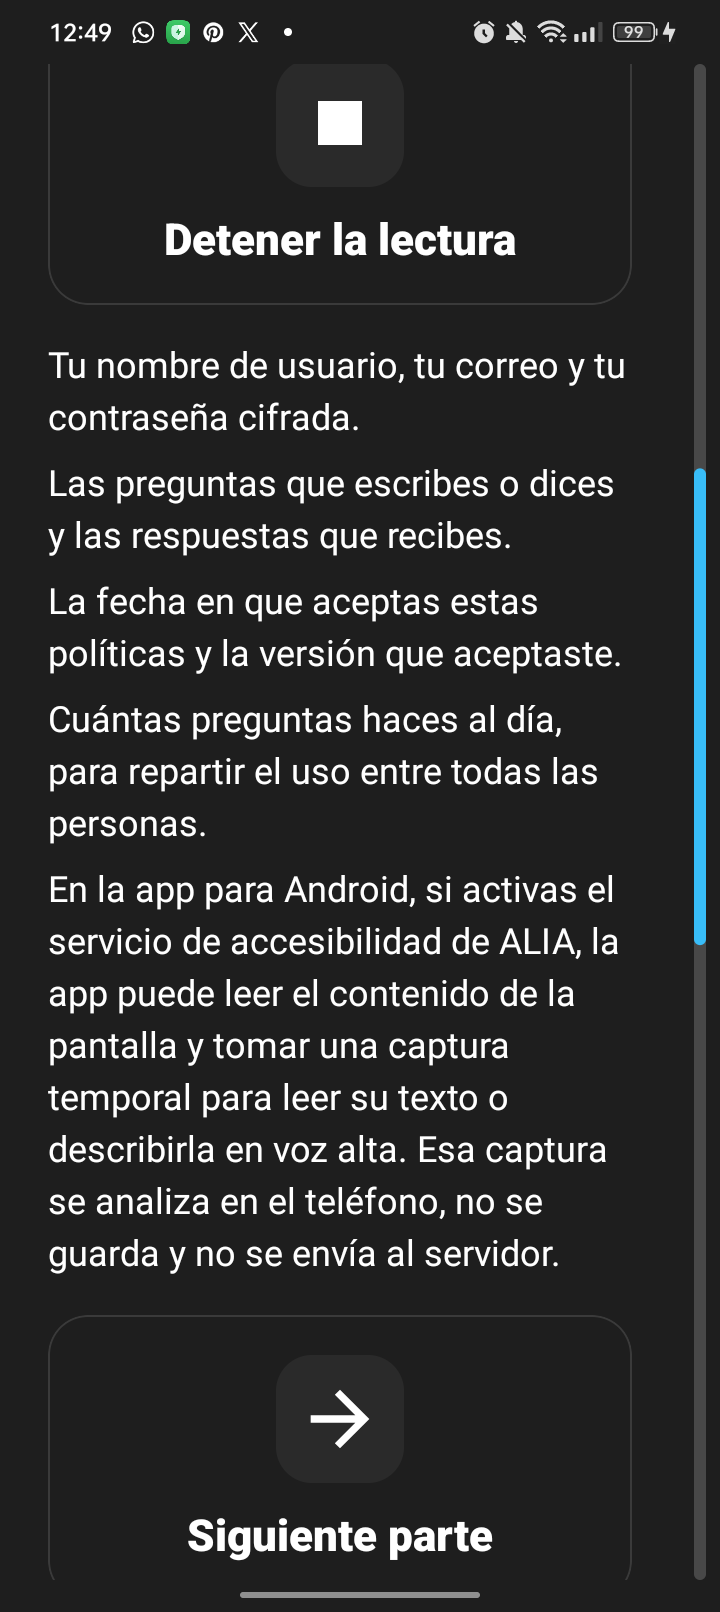 12:49
99
Detener la lectura
Tu nombre de usuario, tu correo y tu
contraseña cifrada.
Las preguntas que escribes o dices
y las respuestas que recibes.
La fecha en que aceptas estas
políticas y la versión que aceptaste.
Cuántas preguntas haces al día,
para repartir el uso entre todas las
personas.
En la app para Android, si activas el
servicio de accesibilidad de ALIA, la
app puede leer el contenido de la
pantalla y tomar una captura
temporal para leer su texto o
describirla en voz alta. Esa captura
se analiza en el teléfono, no se
guarda y no se envía al servidor.
Siguiente parte